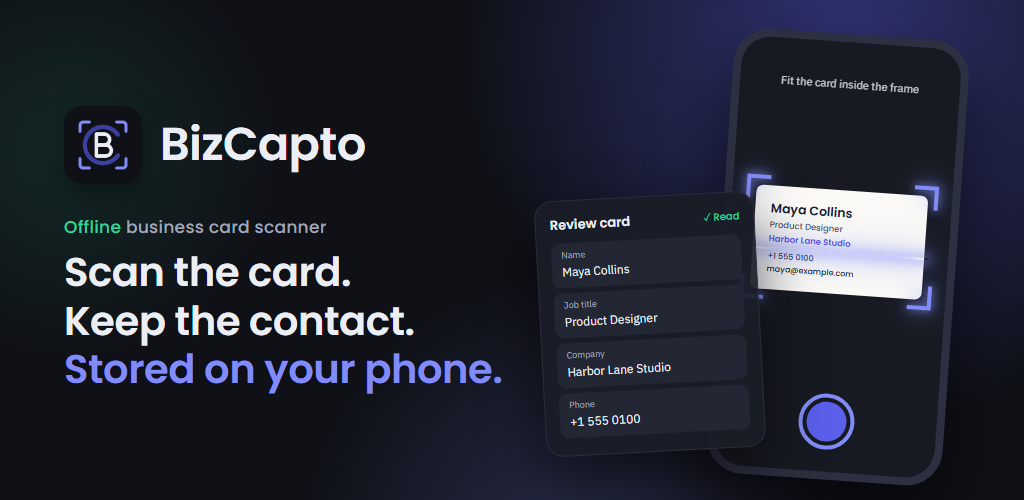 BizCapto
Offline business card scanner
Scan the card.
Keep the contact.
Stored on your phone.
Review card
✓ Read
Name
Maya Collins
Job title
Product Designer
Company
Harbor Lane Studio
Phone
+1 555 0100
Fit the card inside the frame
Maya Collins
Product Designer
Harbor Lane Studio
+1 555 0100
maya@example.com